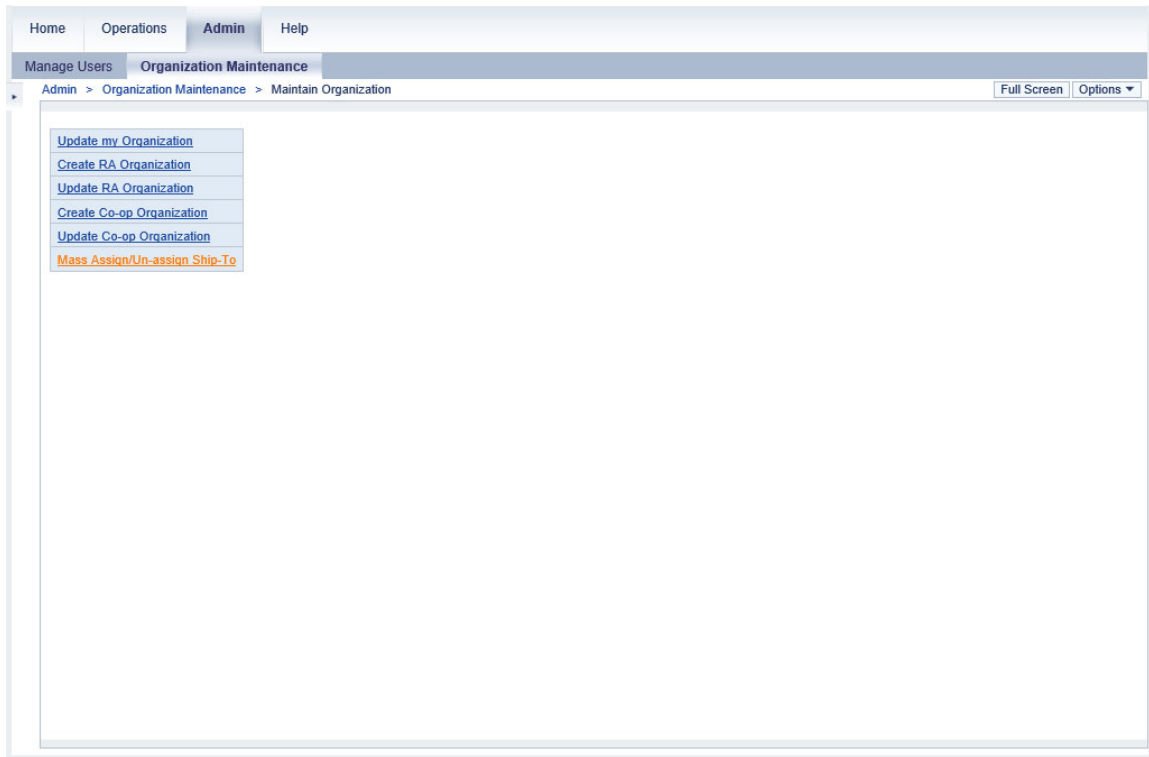 Home Operations Admin Help
Manage Users Organization Maintenance
Admin > Organization Maintenance > Maintain Organization Full Screen Options
Update my Organization
Create RA Organization
Update RA Organization
Create Co-op Organization
Update Co-op Organization
Mass Assign/Un-assign Ship-To